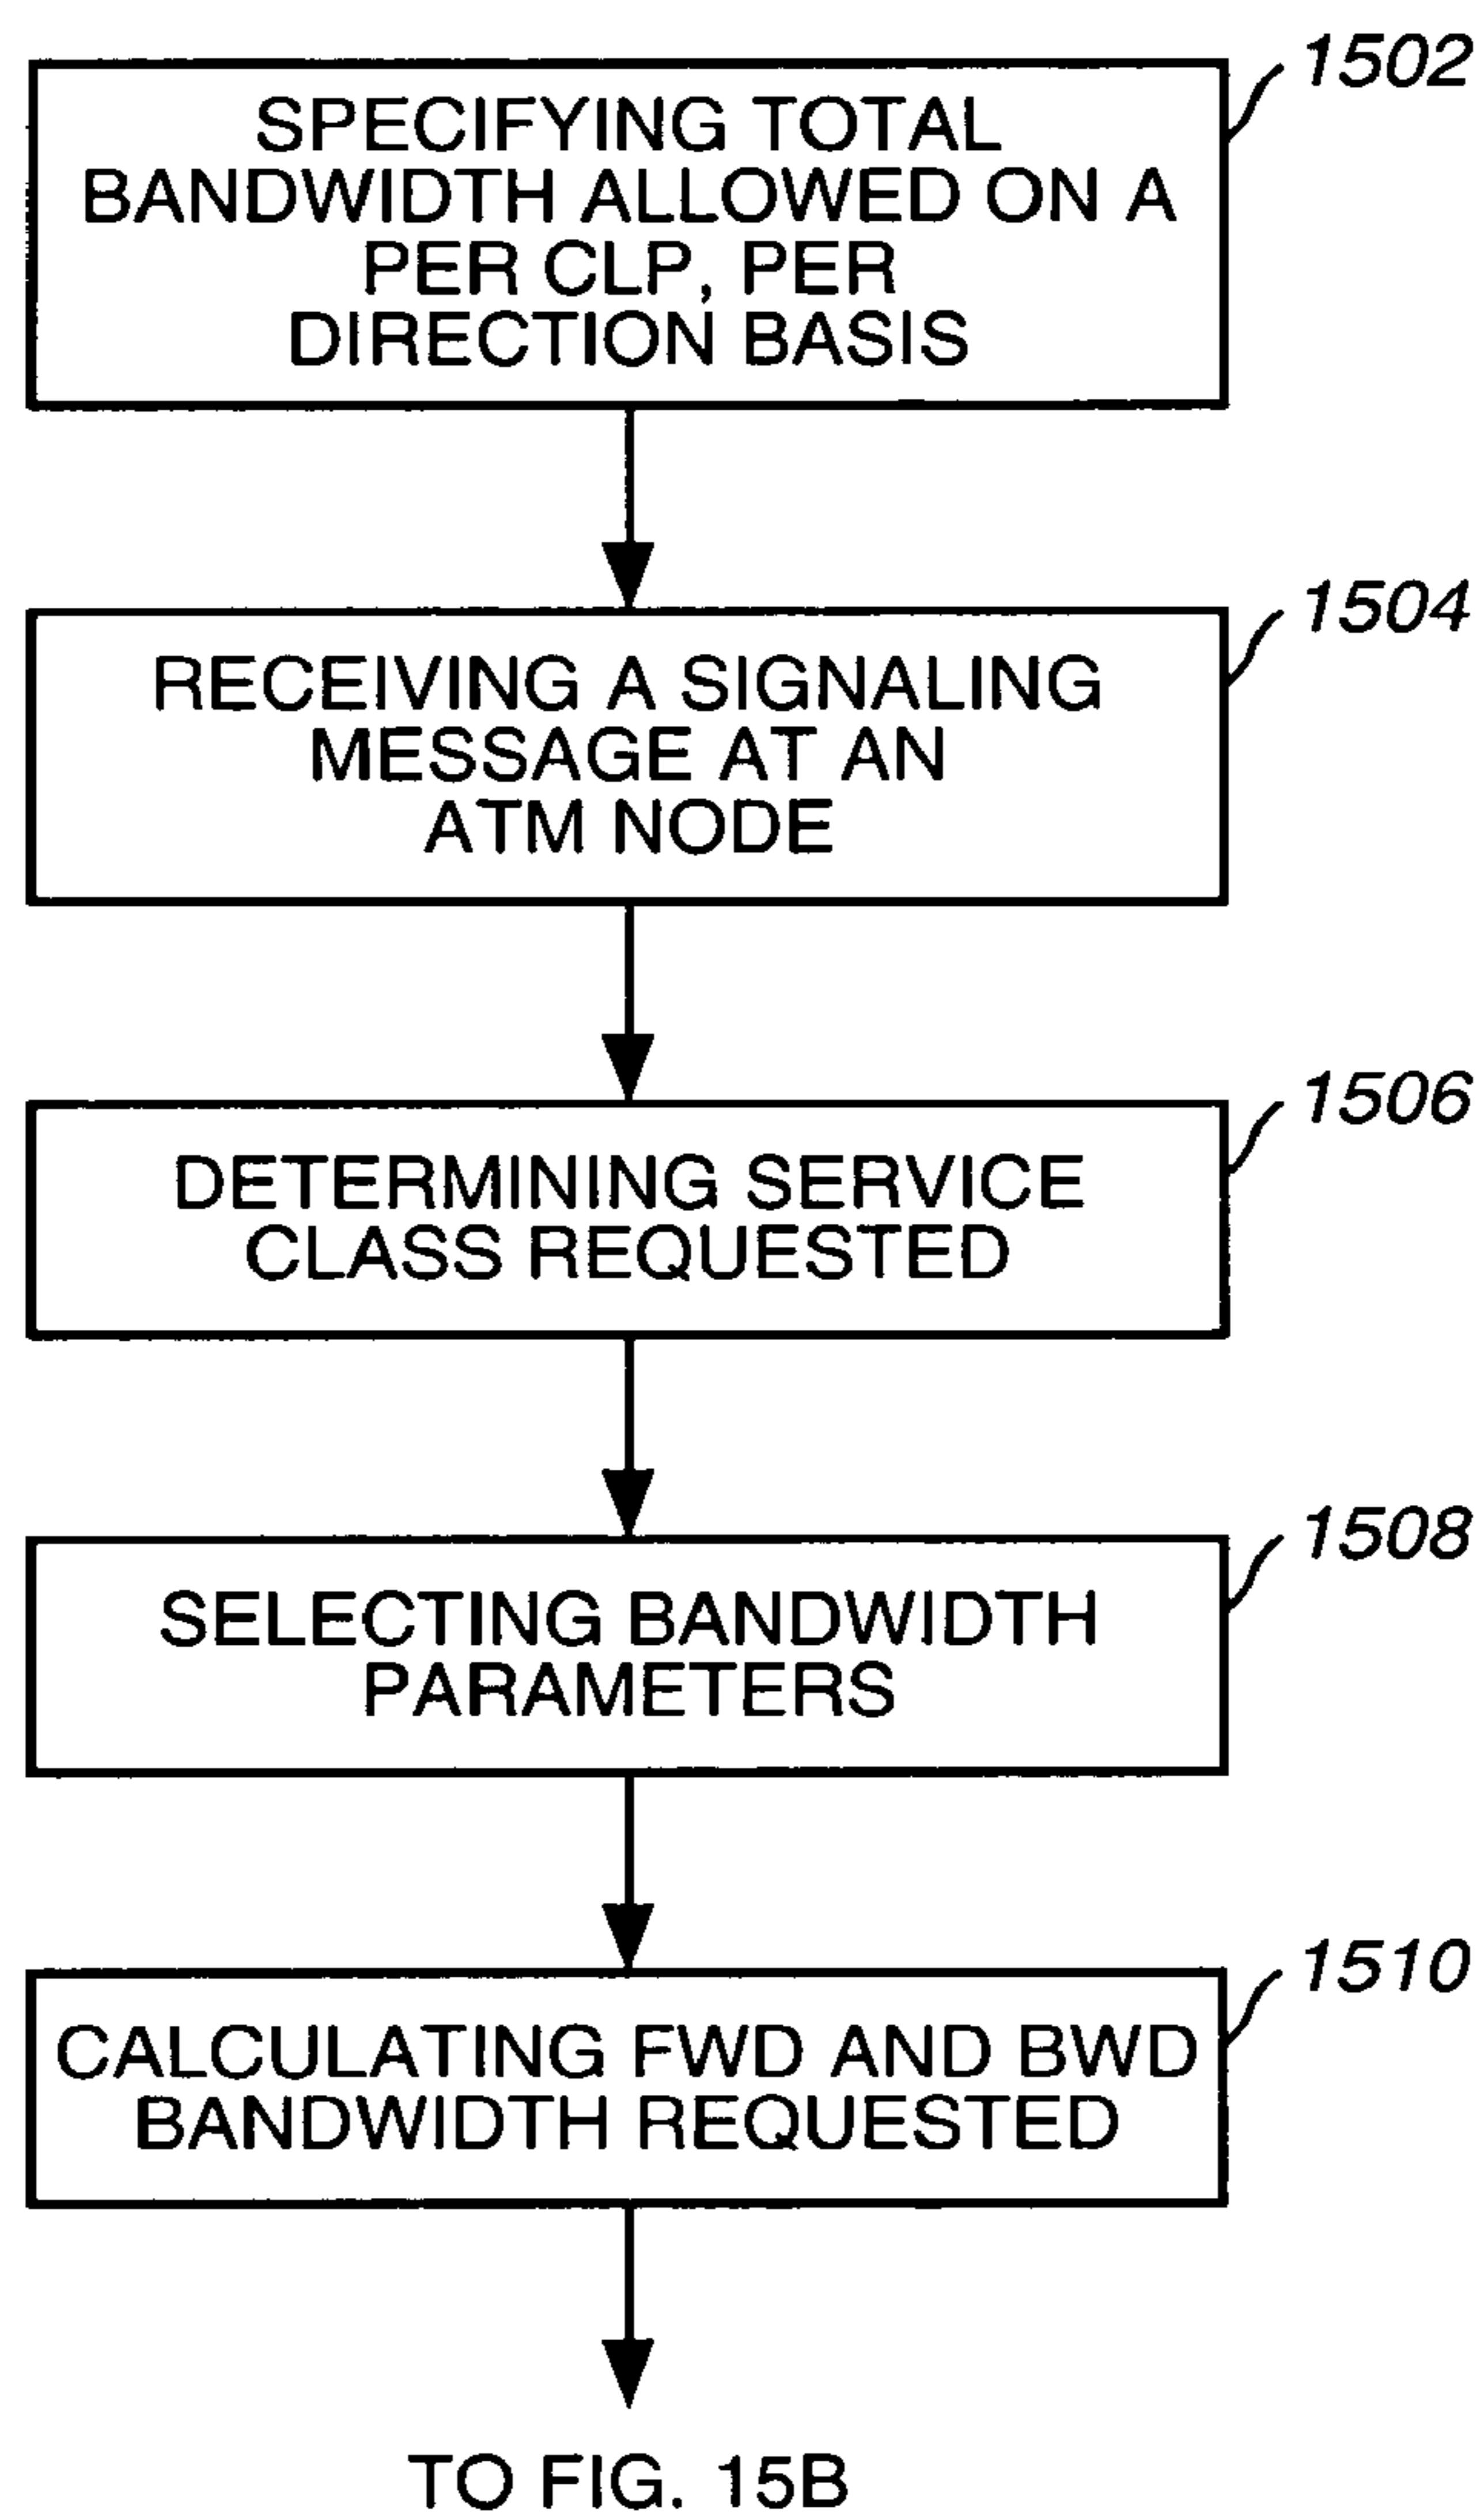 1502
SPECIFYING TOTAL
BANDWIDTH ALLOWED ON A
PER CLP, PER
DIRECTION BASIS
1504
RECEIVING A SIGNALING
MESSAGE AT AN
ATM NODE
1506
DETERMINING SERVICE
CLASS REQUESTED
1508
SELECTING BANDWIDTH
PARAMETERS
1510
CALCULATING FWD AND BWD
BANDWIDTH REQUESTED
TO FIG. 15B